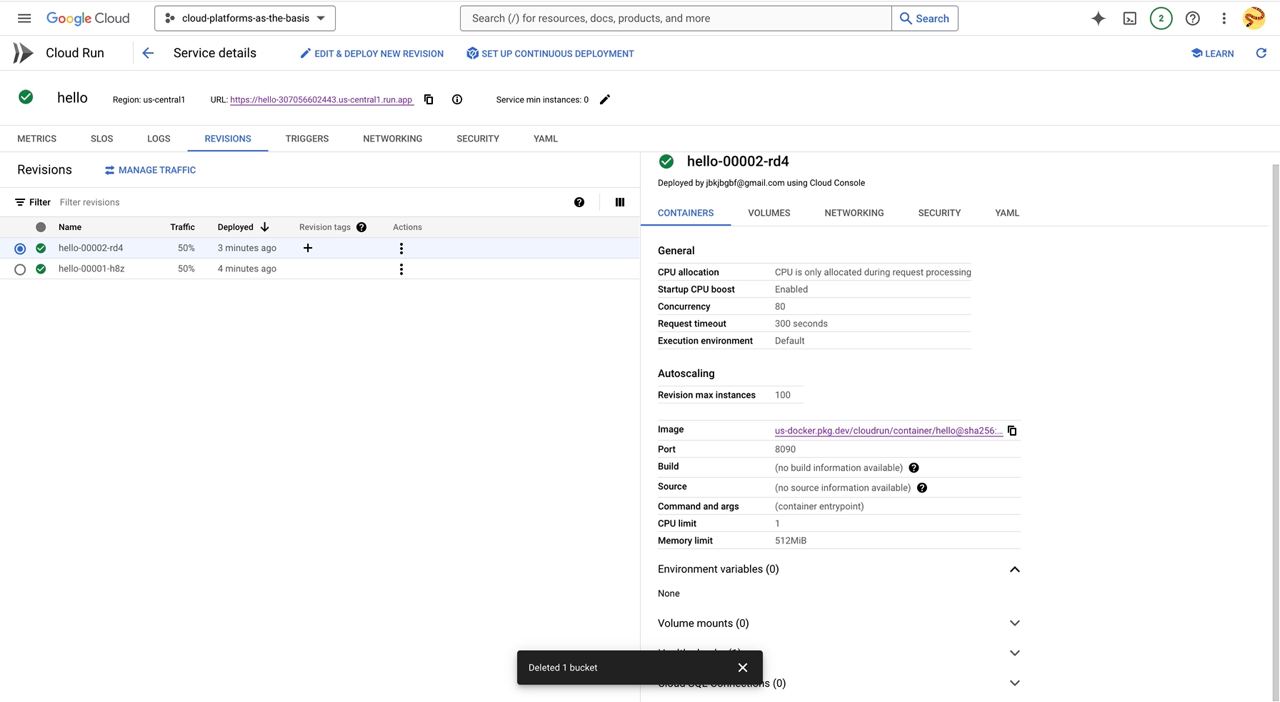 Google Cloud
cloud-platforms-as-the-basis
Search (/) for resources, docs, products, and more
Search
2
Cloud Run
Service details
EDIT & DEPLOY NEW REVISION
SET UP CONTINUOUS DEPLOYMENT
LEARN
hello
Region: us-central1
URL: https://hello-307056602443.us-central1.run.app
Service min instances: 0
METRICS SLOS LOGS REVISIONS TRIGGERS NETWORKING SECURITY YAML
Revisions
MANAGE TRAFFIC
Filter Filter revisions
Name Traffic Deployed Revision tags Actions
hello-00002-rd4 50% 3 minutes ago
hello-00001-h8z 50% 4 minutes ago
hello-00002-rd4
Deployed by jbkjbgbf@gmail.com using Cloud Console
CONTAINERS VOLUMES NETWORKING SECURITY YAML
General
CPU allocation CPU is only allocated during request processing
Startup CPU boost Enabled
Concurrency 80
Request timeout 300 seconds
Execution environment Default
Autoscaling
Revision max instances 100
Image us-docker.pkg.dev/cloudrun/container/hello@sha256:...
Port 8090
Build (no build information available)
Source (no source information available)
Command and args (container entrypoint)
CPU limit 1
Memory limit 512MiB
Environment variables (0)
None
Volume mounts (0)
Deleted 1 bucket